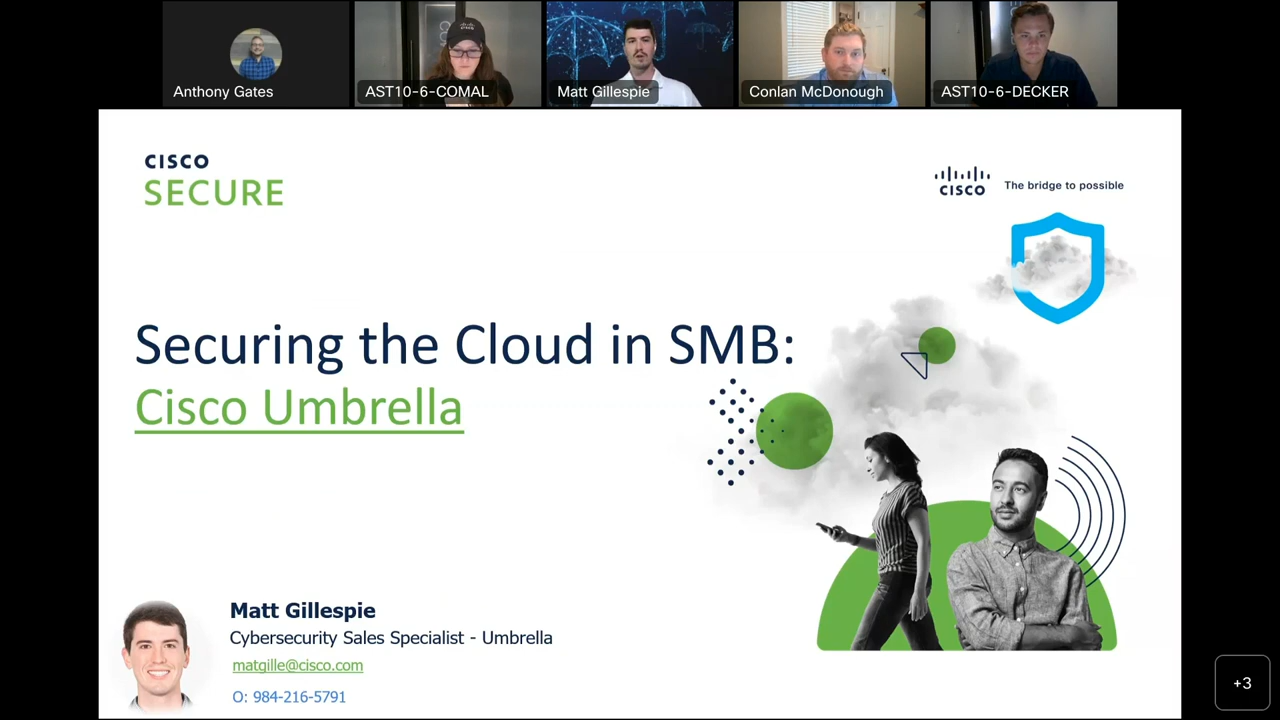 Anthony Gates
AST10-6-COMAL
Matt Gillespie
Conlan McDonough
AST10-6-DECKER
CISCO
SECURE
CISCO
The bridge to possible
Securing the Cloud in SMB:
Cisco Umbrella
Matt Gillespie
Cybersecurity Sales Specialist - Umbrella
matgille@cisco.com
O: 984-216-5791
+3